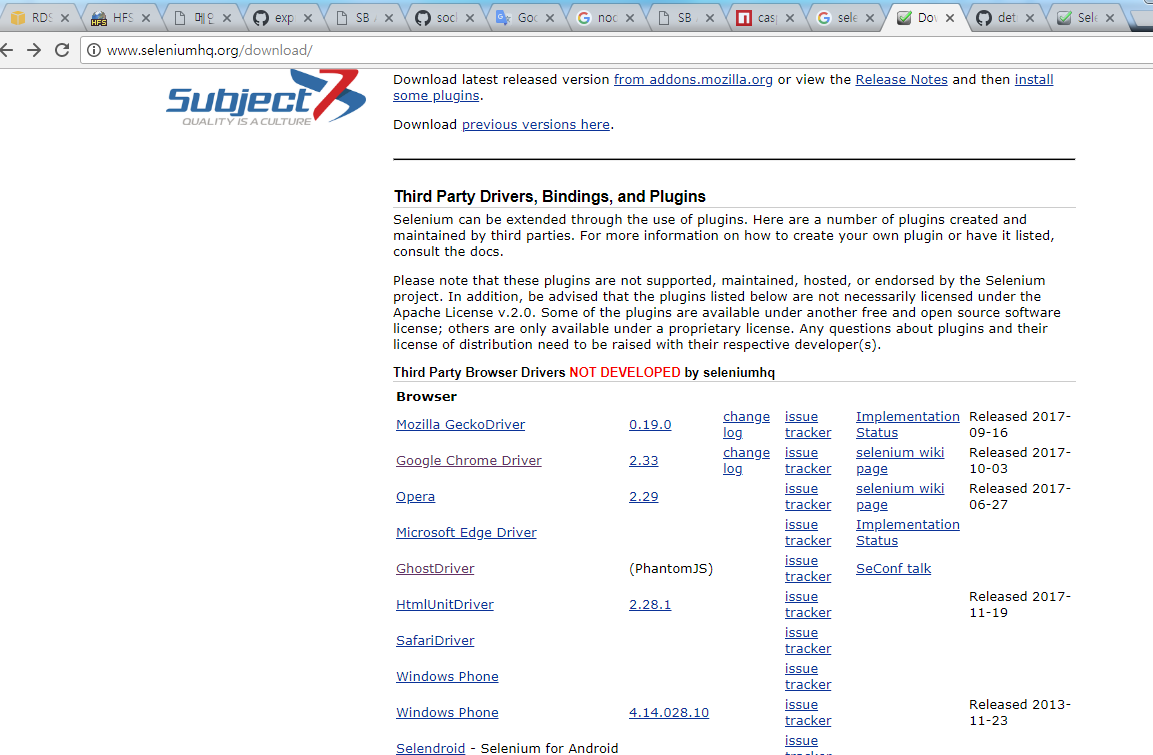 RDS
HFS
exp
SB
soc
Goo
noc
SB
cas
sele
Dov
det
Sele
www.seleniumhq.org/download/
Subject7
QUALITY IS A CULTURE
Download latest released version from addons.mozilla.org or view the Release Notes and then install
some plugins.
Download previous versions here.
Third Party Drivers, Bindings, and Plugins
Selenium can be extended through the use of plugins. Here are a number of plugins created and
maintained by third parties. For more information on how to create your own plugin or have it listed,
consult the docs.
Please note that these plugins are not supported, maintained, hosted, or endorsed by the Selenium
project. In addition, be advised that the plugins listed below are not necessarily licensed under the
Apache License v.2.0. Some of the plugins are available under another free and open source software
license; others are only available under a proprietary license. Any questions about plugins and their
license of distribution need to be raised with their respective developer(s).
Third Party Browser Drivers NOT DEVELOPED by seleniumhq
Browser
Mozilla GeckoDriver 0.19.0 change log issue tracker Implementation Status Released 2017-09-16
Google Chrome Driver 2.33 change log issue tracker selenium wiki page Released 2017-10-03
Opera 2.29 issue tracker selenium wiki page Released 2017-06-27
Microsoft Edge Driver issue tracker Implementation Status
GhostDriver (PhantomJS) issue tracker SeConf talk
HtmlUnitDriver 2.28.1 issue tracker Released 2017-11-19
SafariDriver issue tracker
Windows Phone issue tracker
Windows Phone 4.14.028.10 issue tracker Released 2013-11-23
Selendroid - Selenium for Android issue